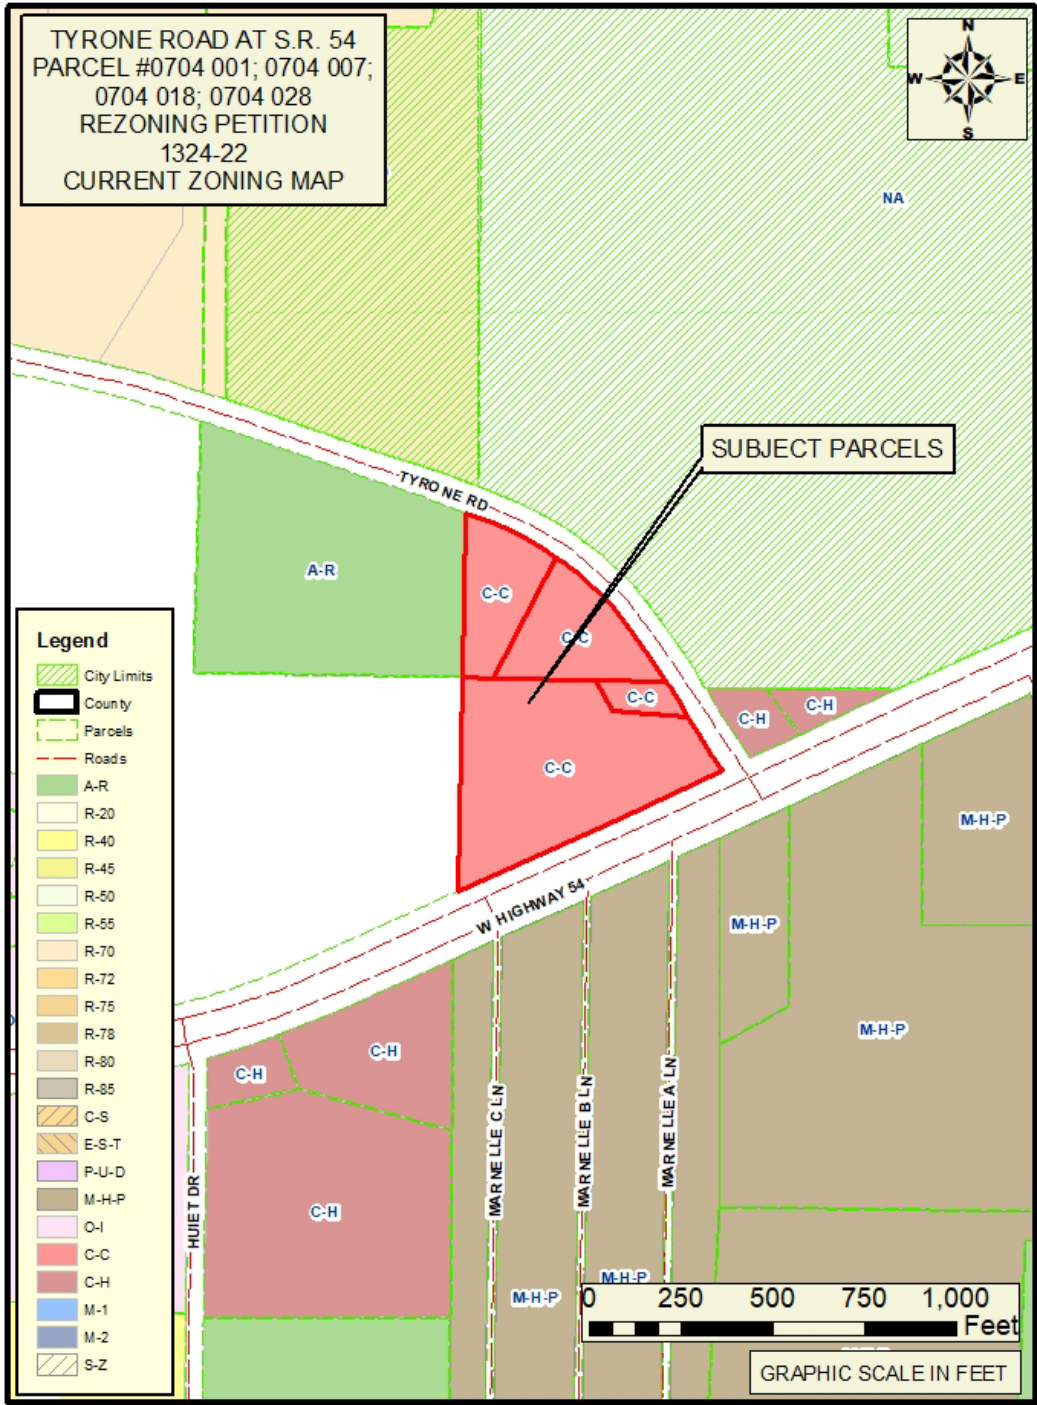 TYRONE ROAD AT S.R. 54
PARCEL #0704 001; 0704 007;
0704 018; 0704 028
REZONING PETITION
1324-22
CURRENT ZONING MAP
N
W
E
S
NA
SUBJECT PARCELS
TYRONE RD
A-R
C-C
C-C
C-C
C-C
C-H
C-H
M-H-P
M-H-P
M-H-P
W HIGHWAY 54
C-H
C-H
C-H
HUIET DR
MARNELLE C LN
MARNELLE B LN
MARNELLE A LN
M-H-P
M-H-P
Legend
City Limits
County
Parcels
Roads
A-R
R-20
R-40
R-45
R-50
R-55
R-70
R-72
R-75
R-78
R-80
R-85
C-S
E-S-T
P-U-D
M-H-P
O-I
C-C
C-H
M-1
M-2
S-Z
0 250 500 750 1,000
Feet
GRAPHIC SCALE IN FEET